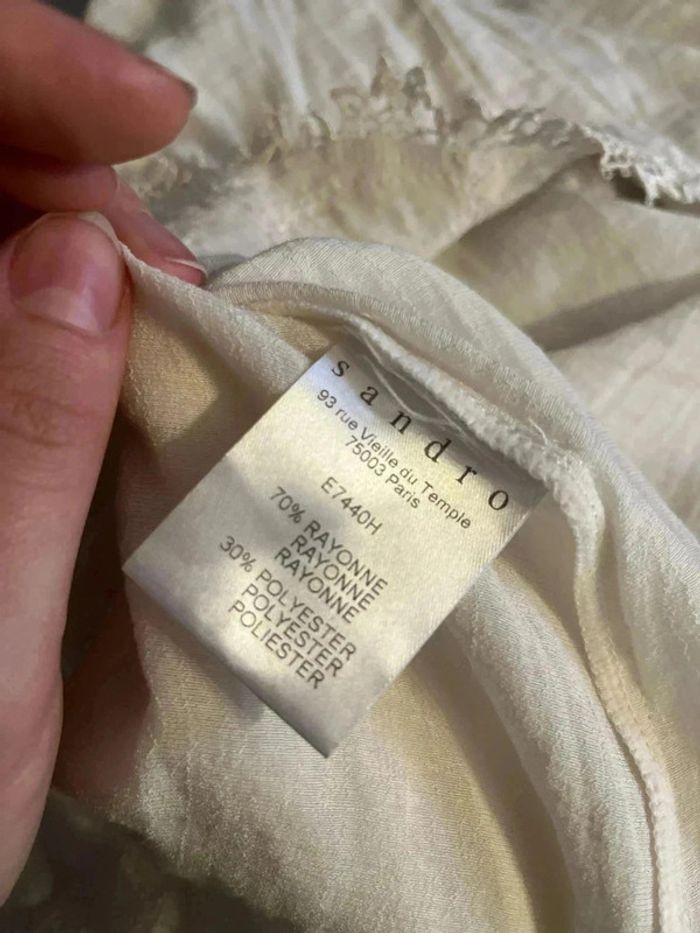 sandro
93 rue Vieille du Temple
75003 Paris
E7440H
70% RAYONNE
RAYONNE
RAYONNE
30% POLYESTER
POLYESTER
POLIESTER